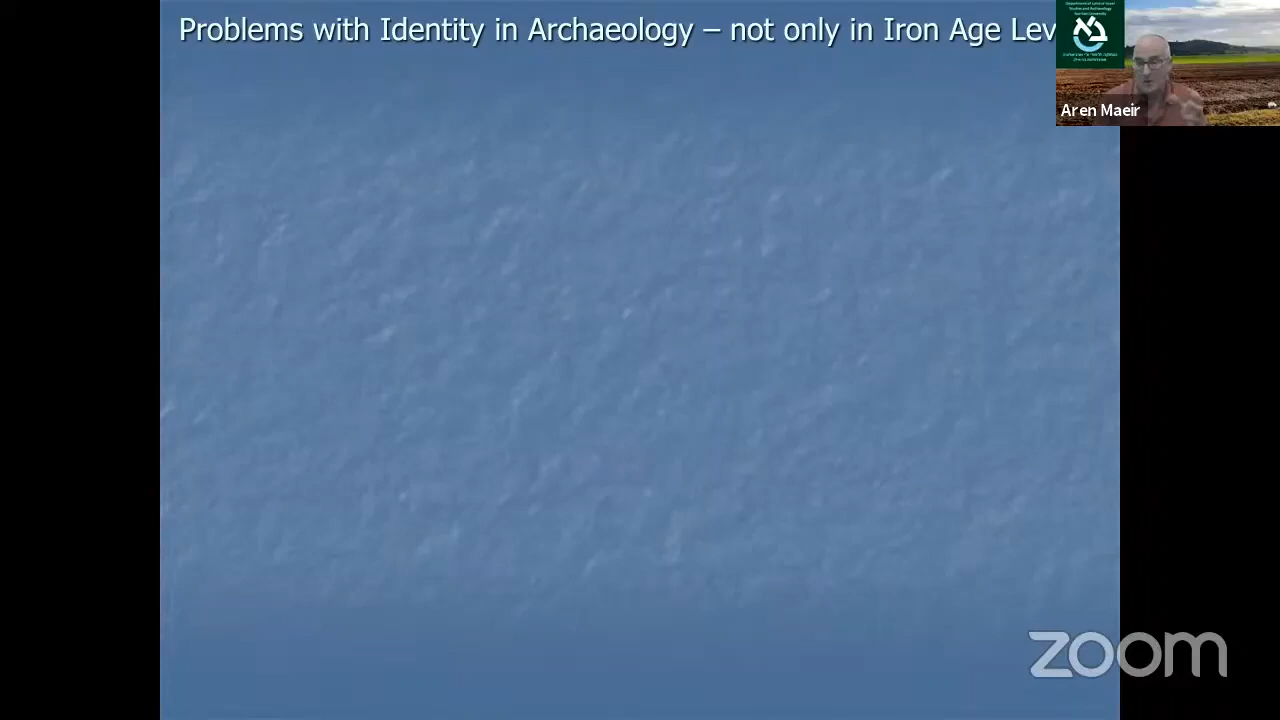 Problems with Identity in Archaeology – not only in Iron Age Lev
Aren Maeir
zoom